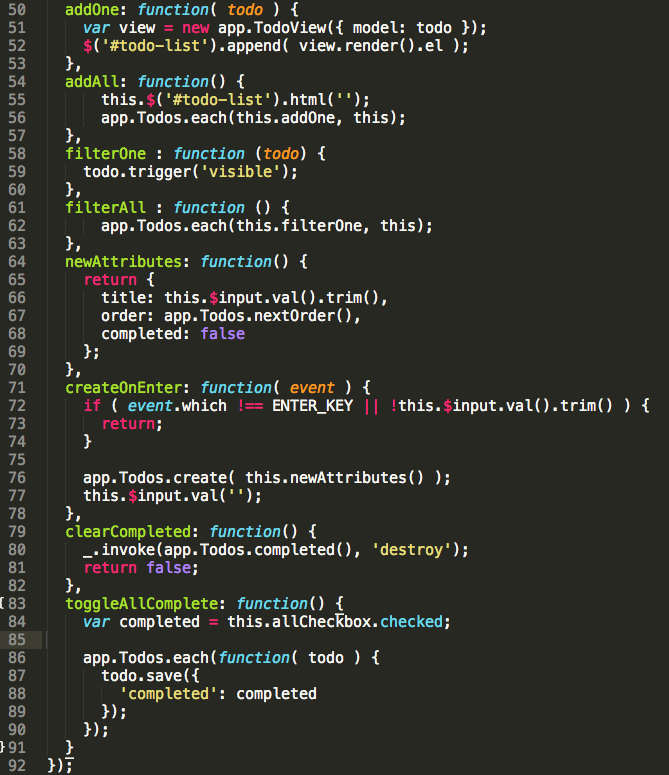 50 addOne: function( todo ) {
51 var view = new app.TodoView({ model: todo });
52 $('#todo-list').append( view.render().el );
53 },
54 addAll: function() {
55 this.$('#todo-list').html('');
56 app.Todos.each(this.addOne, this);
57 },
58 filterOne : function (todo) {
59 todo.trigger('visible');
60 },
61 filterAll : function () {
62 app.Todos.each(this.filterOne, this);
63 },
64 newAttributes: function() {
65 return {
66 title: this.$input.val().trim(),
67 order: app.Todos.nextOrder(),
68 completed: false
69 };
70 },
71 createOnEnter: function( event ) {
72 if ( event.which !== ENTER_KEY || !this.$input.val().trim() ) {
73 return;
74 }
75
76 app.Todos.create( this.newAttributes() );
77 this.$input.val('');
78 },
79 clearCompleted: function() {
80 _.invoke(app.Todos.completed(), 'destroy');
81 return false;
82 },
{ 83 toggleAllComplete: function() {
84 var completed = this.allCheckbox.checked;
85
86 app.Todos.each(function( todo ) {
87 todo.save({
88 'completed': completed
89 });
90 });
} 91 }
92 });